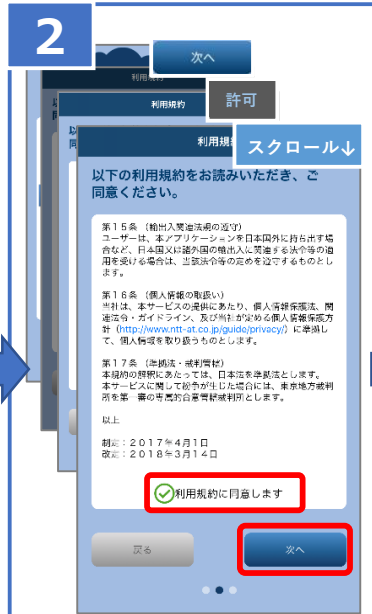 2
次へ
利用規約
利用規約
許可
利用規
スクロール↓
以下の利用規約をお読みいただき、ご
同意ください。
第15条 (輸出入関連法規の遵守)
ユーザーは、本アプリケーションを日本国外に持ち出す場
合など、日本国又は諸外国の輸出入に関連する法令等の適
用を受ける場合は、当該法令等の定めを遵守するものとし
ます。
第16条 (個人情報の取扱い)
当社は、本サービスの提供にあたり、個人情報保護法、関
連法令・ガイドライン、及び当社が定める個人情報保護方
針 (http://www.ntt-at.co.jp/guide/privacy/) に準拠し
て、個人情報を取り扱うものとします。
第17条 (準拠法・裁判管轄)
本規約の解釈にあたっては、日本法を準拠法とします。
本サービスに関して紛争が生じた場合には、東京地方裁判
所を第一審の専属的合意管轄裁判所とします。
以上
制定：2017年4月1日
改定：2018年3月14日
利用規約に同意します
戻る
次へ